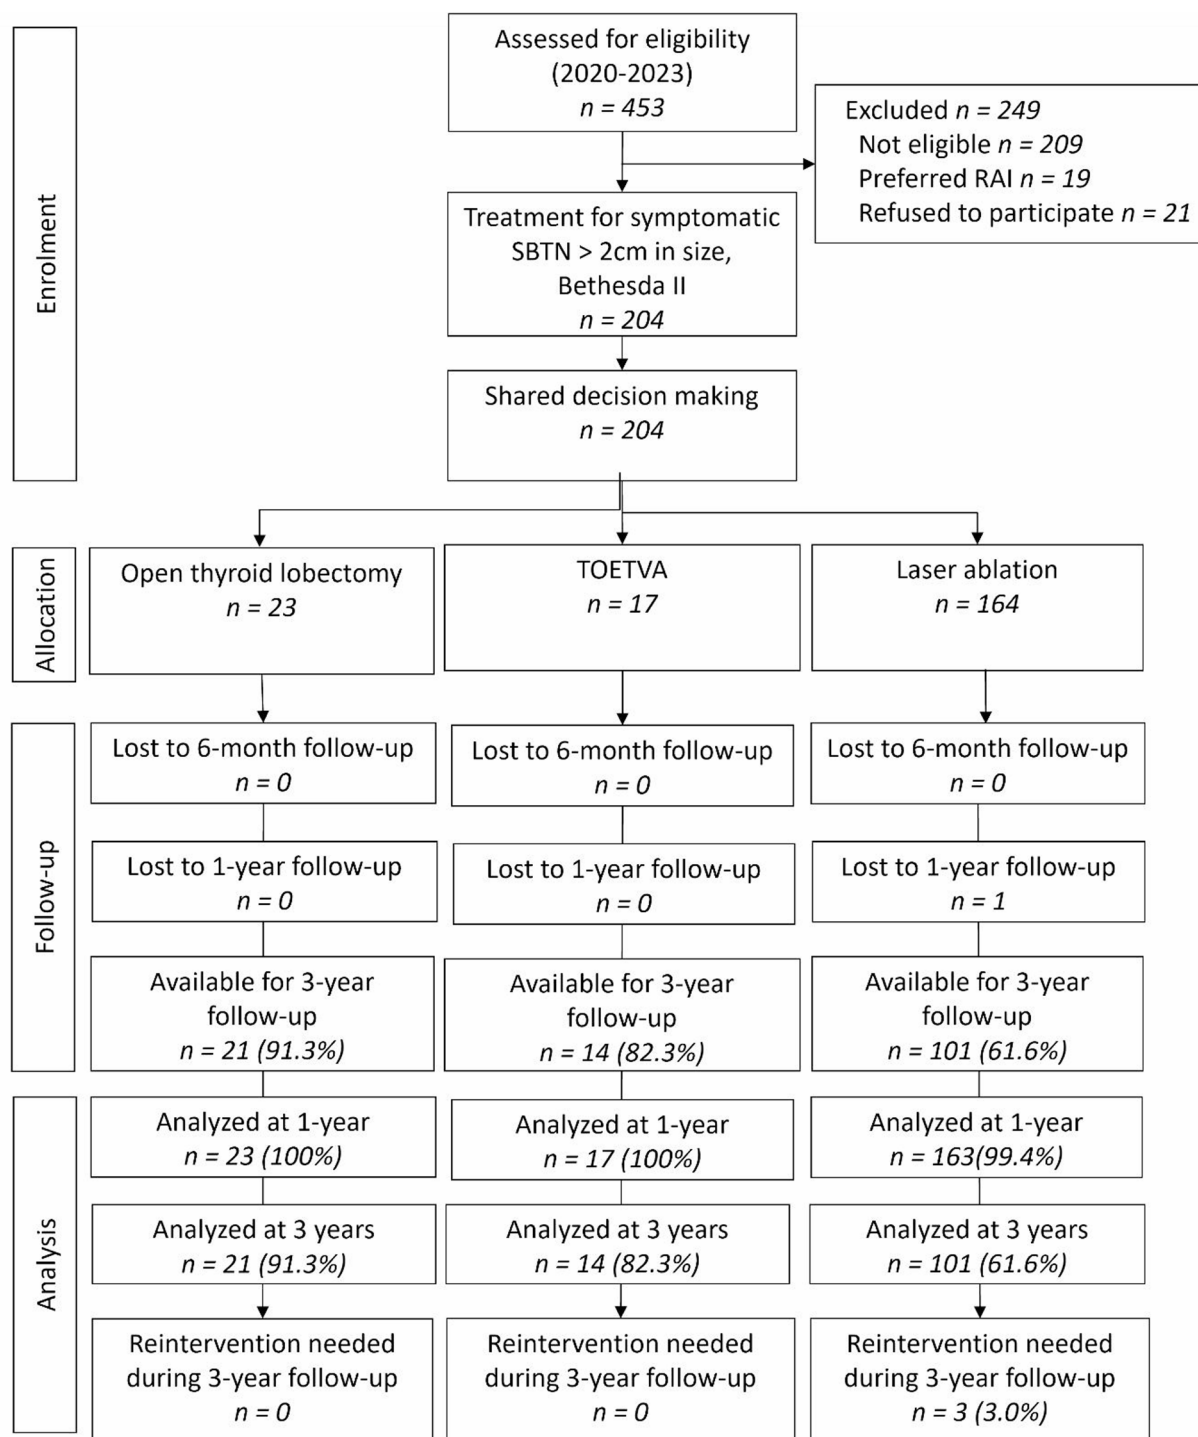 Enrolment
Assessed for eligibility
(2020-2023)
n = 453
Excluded n = 249
Not eligible n = 209
Preferred RAI n = 19
Refused to participate n = 21
Treatment for symptomatic
SBTN > 2cm in size,
Bethesda II
n = 204
Shared decision making
n = 204
Allocation
Open thyroid lobectomy
n = 23
TOETVA
n = 17
Laser ablation
n = 164
Follow-up
Lost to 6-month follow-up
n = 0
Lost to 6-month follow-up
n = 0
Lost to 6-month follow-up
n = 0
Lost to 1-year follow-up
n = 0
Lost to 1-year follow-up
n = 0
Lost to 1-year follow-up
n = 1
Available for 3-year
follow-up
n = 21 (91.3%)
Available for 3-year
follow-up
n = 14 (82.3%)
Available for 3-year
follow-up
n = 101 (61.6%)
Analysis
Analyzed at 1-year
n = 23 (100%)
Analyzed at 1-year
n = 17 (100%)
Analyzed at 1-year
n = 163(99.4%)
Analyzed at 3 years
n = 21 (91.3%)
Analyzed at 3 years
n = 14 (82.3%)
Analyzed at 3 years
n = 101 (61.6%)
Reintervention needed
during 3-year follow-up
n = 0
Reintervention needed
during 3-year follow-up
n = 0
Reintervention needed
during 3-year follow-up
n = 3 (3.0%)